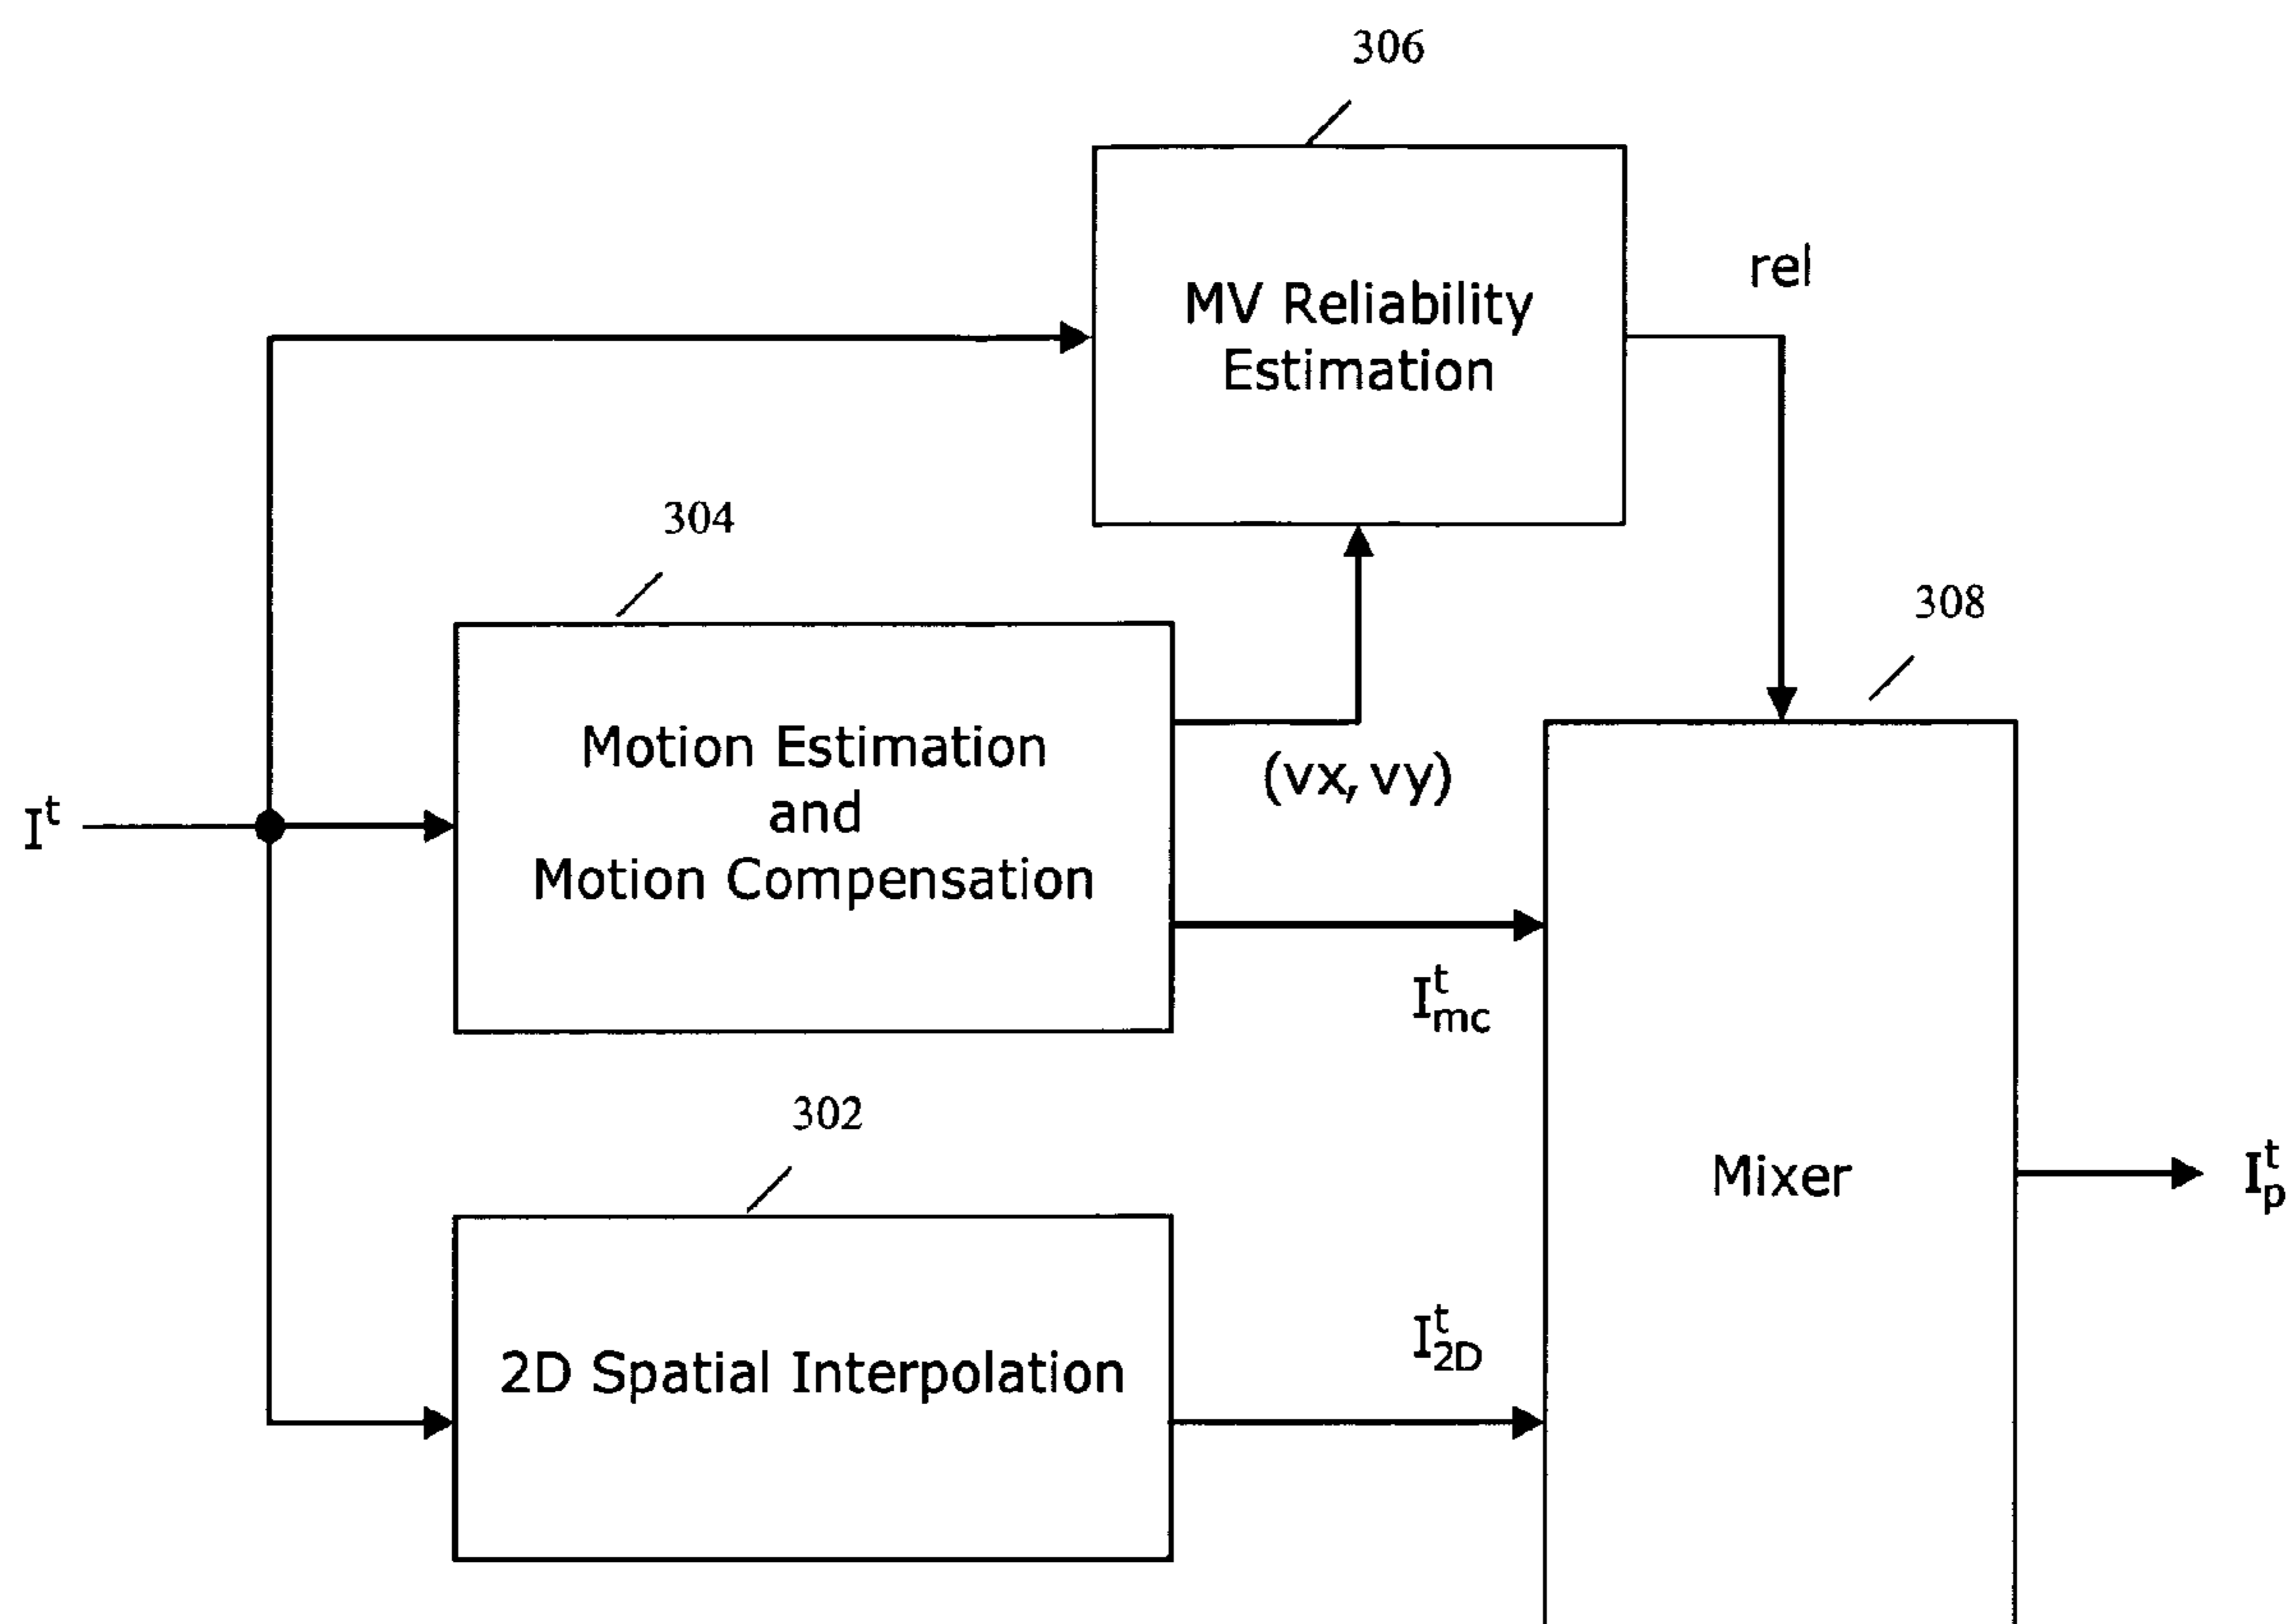 306
MV Reliability
Estimation
rel
304
308
Motion Estimation
and
Motion Compensation
(vx, vy)
I^t
I^t_mc
302
2D Spatial Interpolation
I^t_2D
Mixer
I^t_p